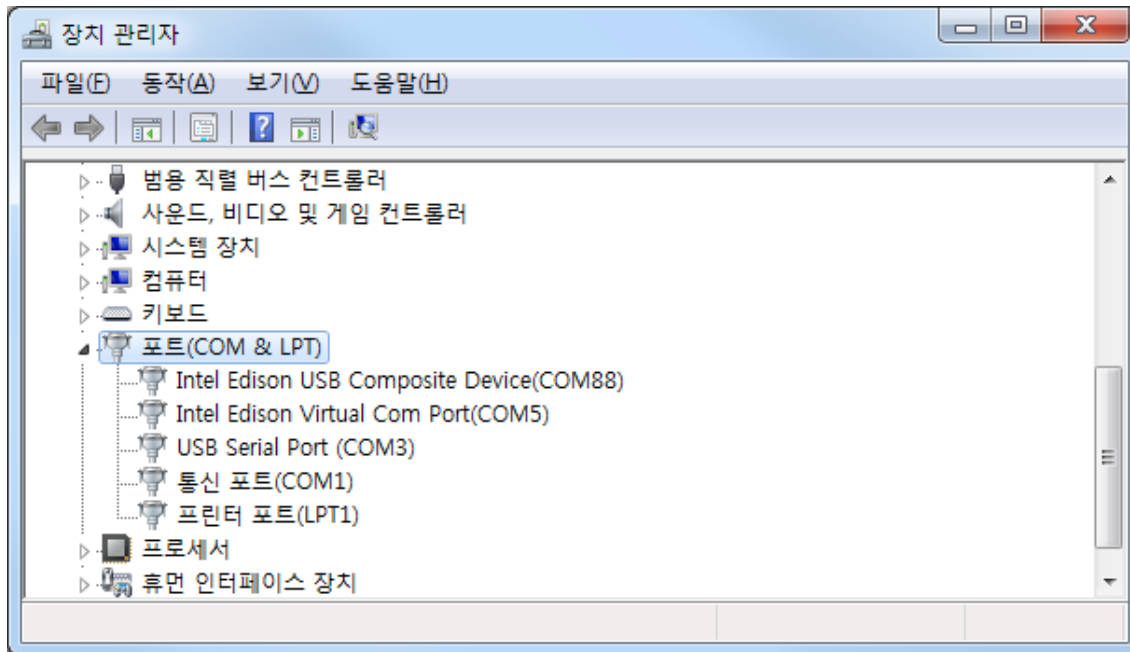 장치 관리자
파일(F) 동작(A) 보기(V) 도움말(H)
범용 직렬 버스 컨트롤러
사운드, 비디오 및 게임 컨트롤러
시스템 장치
컴퓨터
키보드
포트(COM & LPT)
Intel Edison USB Composite Device(COM88)
Intel Edison Virtual Com Port(COM5)
USB Serial Port (COM3)
통신 포트(COM1)
프린터 포트(LPT1)
프로세서
휴먼 인터페이스 장치